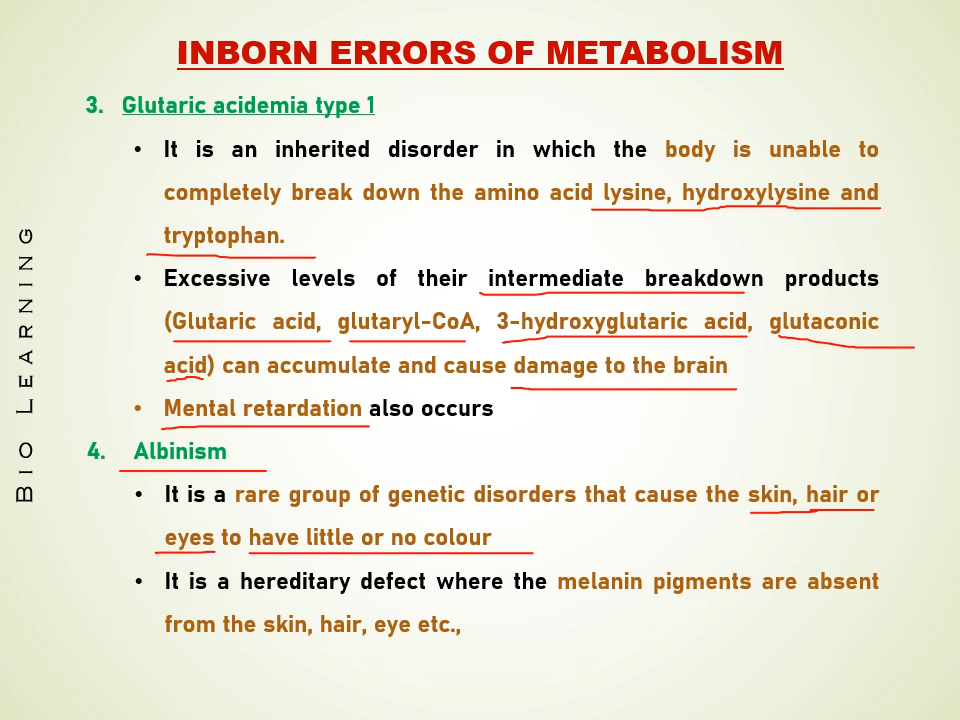 INBORN ERRORS OF METABOLISM
3. Glutaric acidemia type 1
• It is an inherited disorder in which the body is unable to
completely break down the amino acid lysine, hydroxylysine and
tryptophan.
• Excessive levels of their intermediate breakdown products
(Glutaric acid, glutaryl-CoA, 3-hydroxyglutaric acid, glutaconic
acid) can accumulate and cause damage to the brain
• Mental retardation also occurs
4. Albinism
• It is a rare group of genetic disorders that cause the skin, hair or
eyes to have little or no colour
• It is a hereditary defect where the melanin pigments are absent
from the skin, hair, eye etc.,
BIO LEARNING